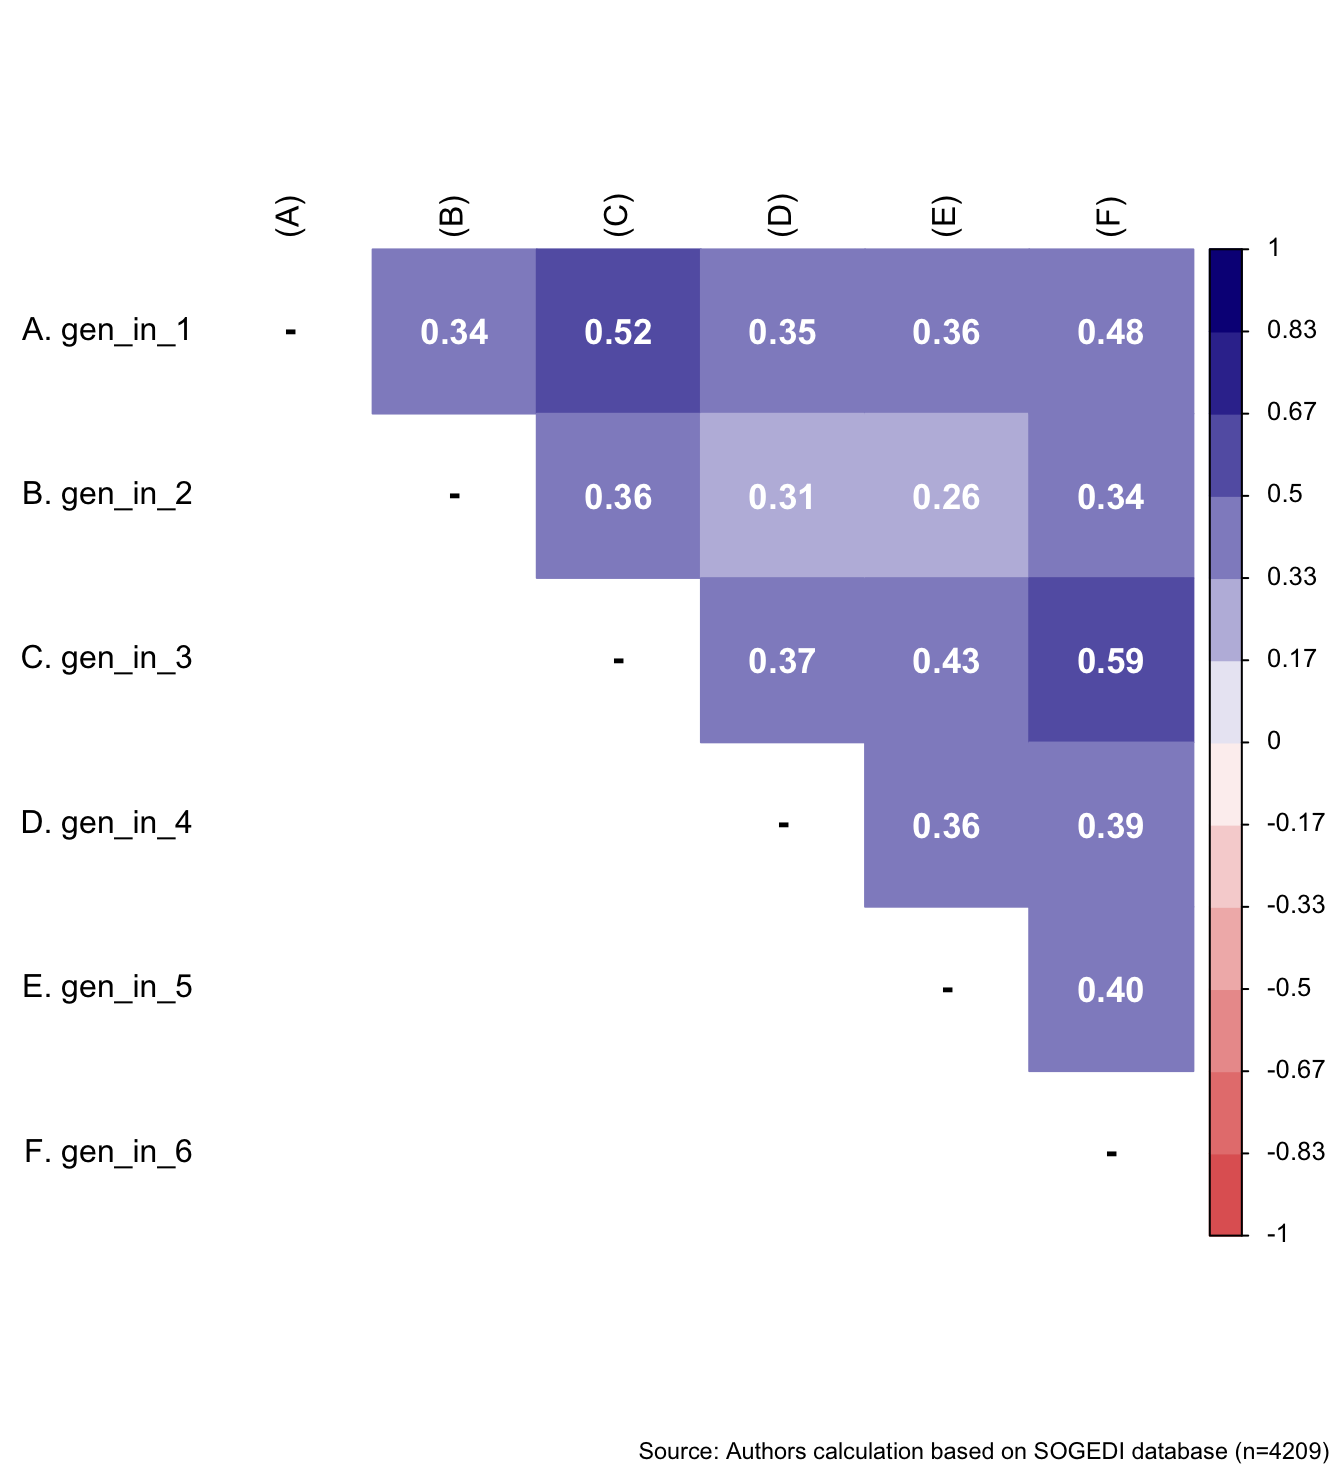 (A) (B) (C) (D) (E) (F)
A. gen_in_1 - 0.34 0.52 0.35 0.36 0.48
B. gen_in_2 - 0.36 0.31 0.26 0.34
C. gen_in_3 - 0.37 0.43 0.59
D. gen_in_4 - 0.36 0.39
E. gen_in_5 - 0.40
F. gen_in_6 -
1
0.83
0.67
0.5
0.33
0.17
0
-0.17
-0.33
-0.5
-0.67
-0.83
-1
Source: Authors calculation based on SOGEDI database (n=4209)